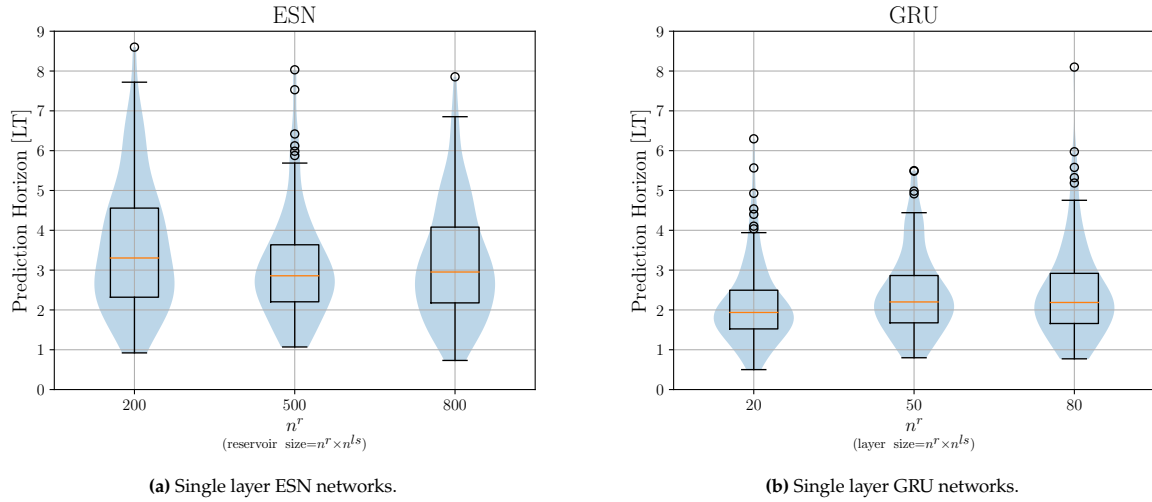 ESN
9
8
7
6
5
4
3
2
1
0
Prediction Horizon [LT]
200 500 800
n^r
(reservoir size=n^r×n^{ls})
(a) Single layer ESN networks.
GRU
9
8
7
6
5
4
3
2
1
0
Prediction Horizon [LT]
20 50 80
n^r
(layer size=n^r×n^{ls})
(b) Single layer GRU networks.